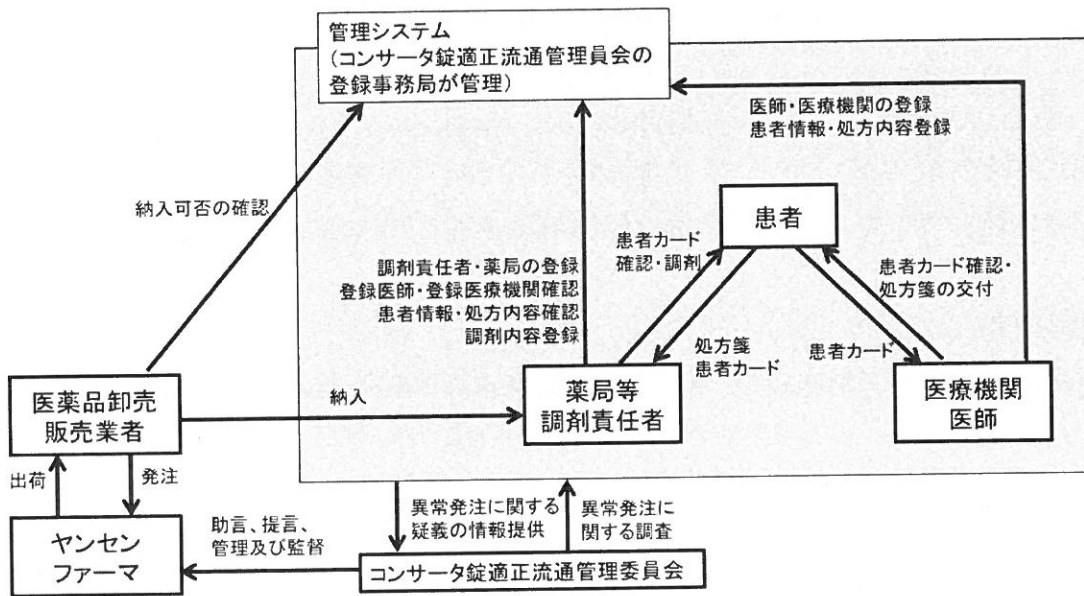 管理システム
(コンサータ錠適正流通管理員会の
登録事務局が管理)
医師・医療機関の登録
患者情報・処方内容登録
納入可否の確認
患者
患者カード
確認・調剤
患者カード確認・
処方箋の交付
調剤責任者・薬局の登録
登録医師・登録医療機関確認
患者情報・処方内容確認
調剤内容登録
処方箋
患者カード
患者カード
医薬品卸売
販売業者
納入
薬局等
調剤責任者
医療機関
医師
出荷
発注
異常発注に関する
疑義の情報提供
異常発注に
関する調査
助言、提言、
管理及び監督
ヤンセン
ファーマ
コンサータ錠適正流通管理委員会